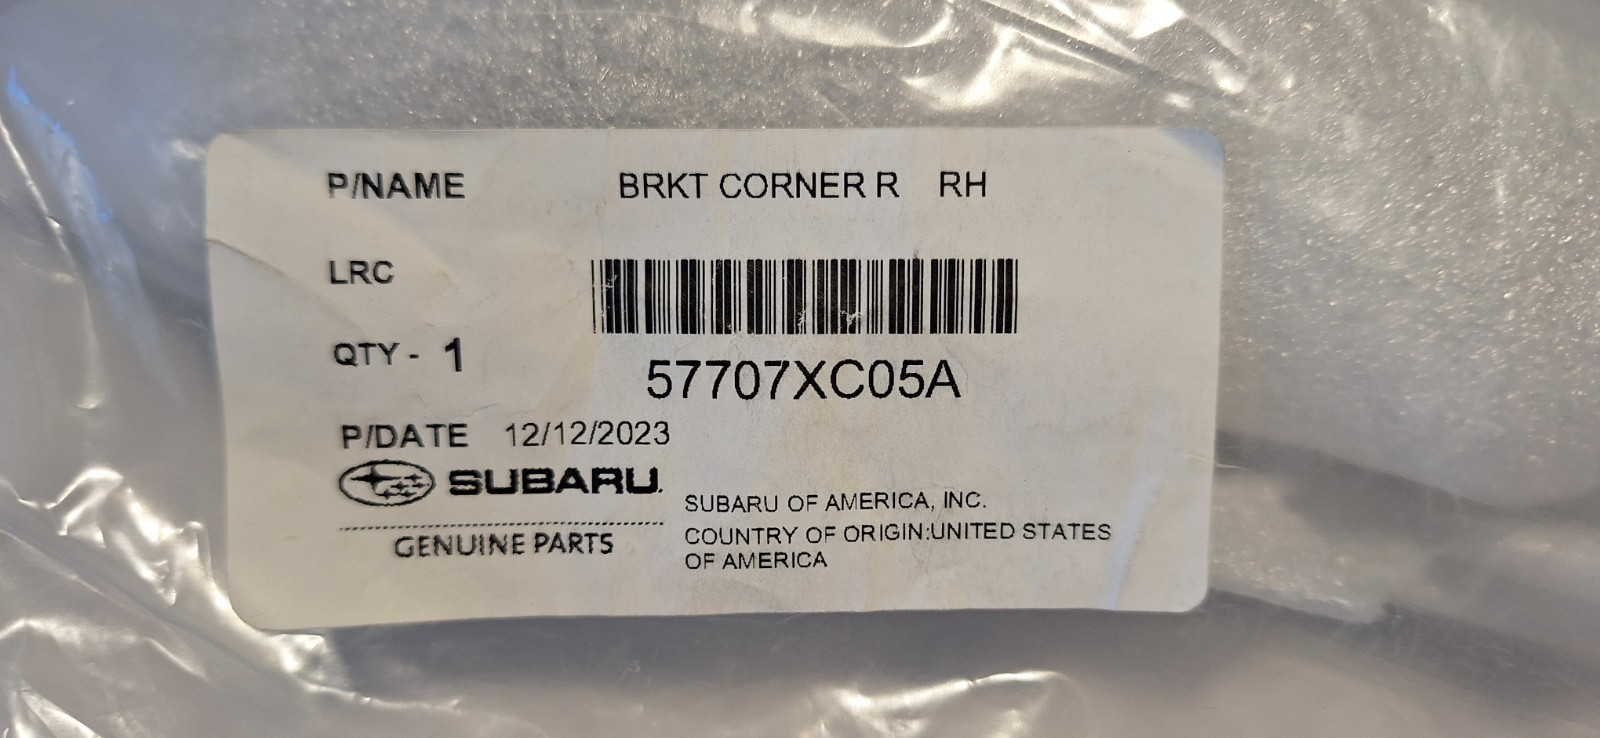 P/NAME BRKT CORNER R RH
LRC
QTY - 1
57707XC05A
P/DATE 12/12/2023
SUBARU.
GENUINE PARTS
SUBARU OF AMERICA, INC.
COUNTRY OF ORIGIN:UNITED STATES
OF AMERICA